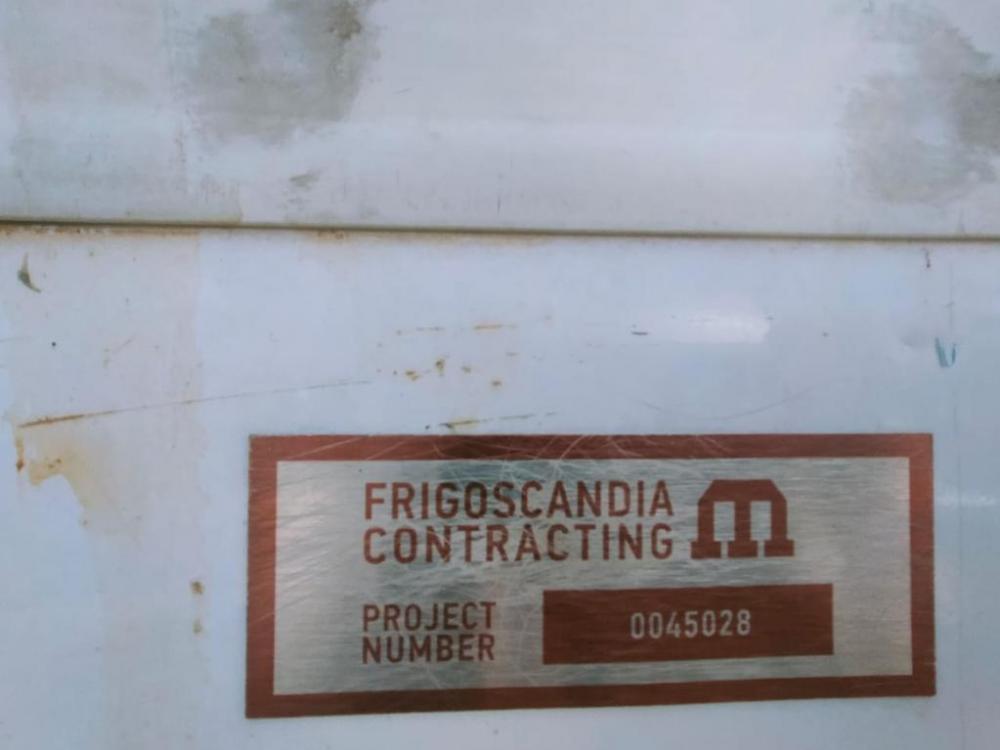 FRIGOSCANDIA
CONTRACTING
PROJECT
NUMBER
0045028